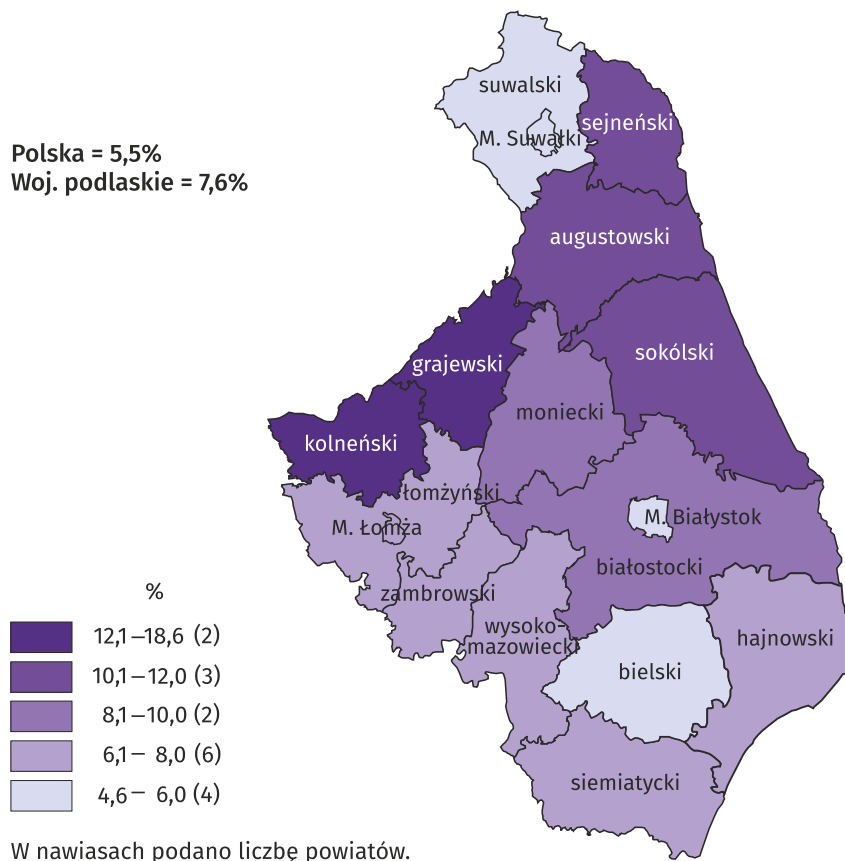 suwalski
M. Suwałki
sejneński
Polska = 5,5%
Woj. podlaskie = 7,6%
augustowski
sokólski
grajewski
moniecki
kolneński
łomżyński
M. Łomża
M. Białystok
białostocki
zambrowski
wysoko-
mazowiecki
hajnowski
bielski
siemiatycki
%
12,1–18,6 (2)
10,1–12,0 (3)
8,1–10,0 (2)
6,1– 8,0 (6)
4,6– 6,0 (4)
W nawiasach podano liczbę powiatów.